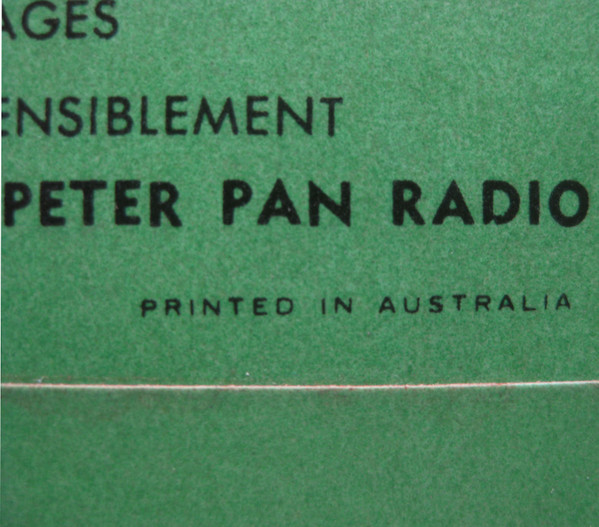 AGES
ENSIBLEMENT
PETER PAN RADIO
PRINTED IN AUSTRALIA